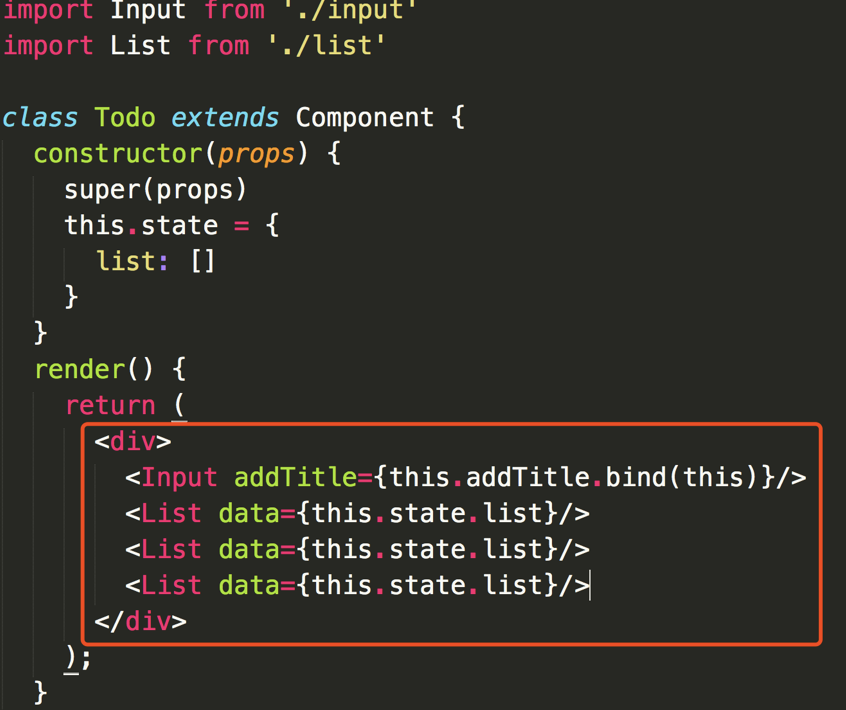 import Input from './input'
import List from './list'

class Todo extends Component {
  constructor(props) {
    super(props)
    this.state = {
      list: []
    }
  }
  render() {
    return (
      <div>
        <Input addTitle={this.addTitle.bind(this)}/>
        <List data={this.state.list}/>
        <List data={this.state.list}/>
        <List data={this.state.list}/>
      </div>
    );
  }